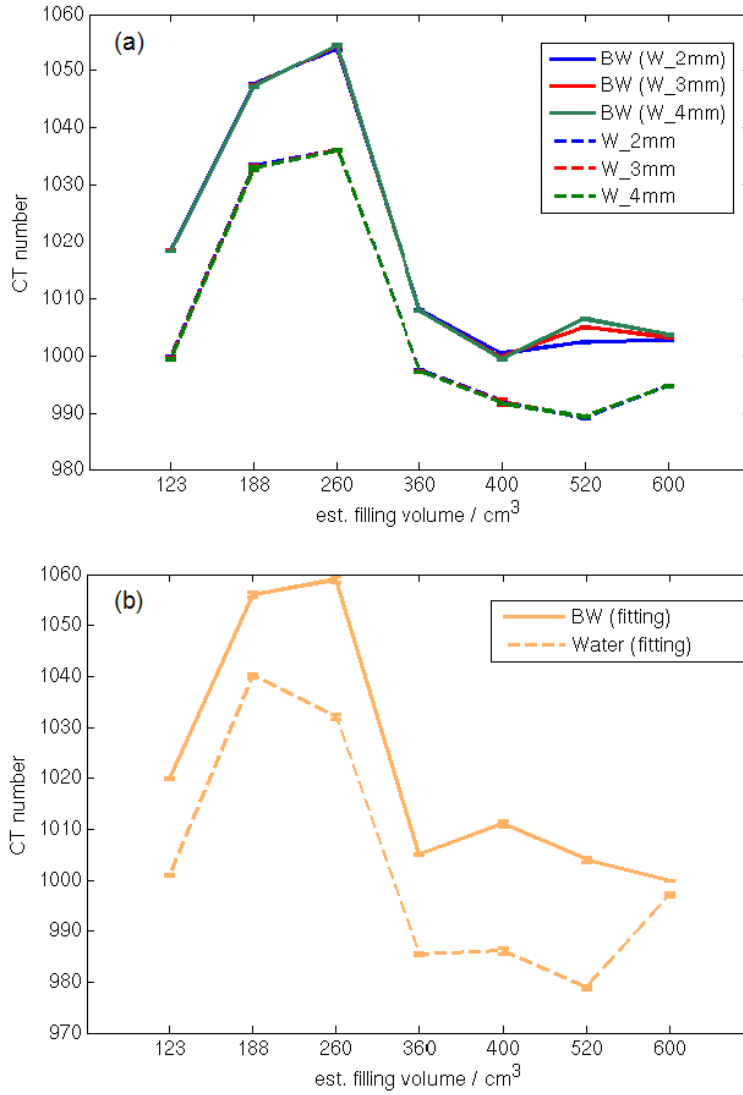 (a)
1060
1050
1040
1030
1020
1010
1000
990
980
CT number
BW (W_2mm)
BW (W_3mm)
BW (W_4mm)
W_2mm
W_3mm
W_4mm
123 188 260 360 400 520 600
est. filling volume / cm³
(b)
1060
1050
1040
1030
1020
1010
1000
990
980
970
CT number
BW (fitting)
Water (fitting)
123 188 260 360 400 520 600
est. filling volume / cm³